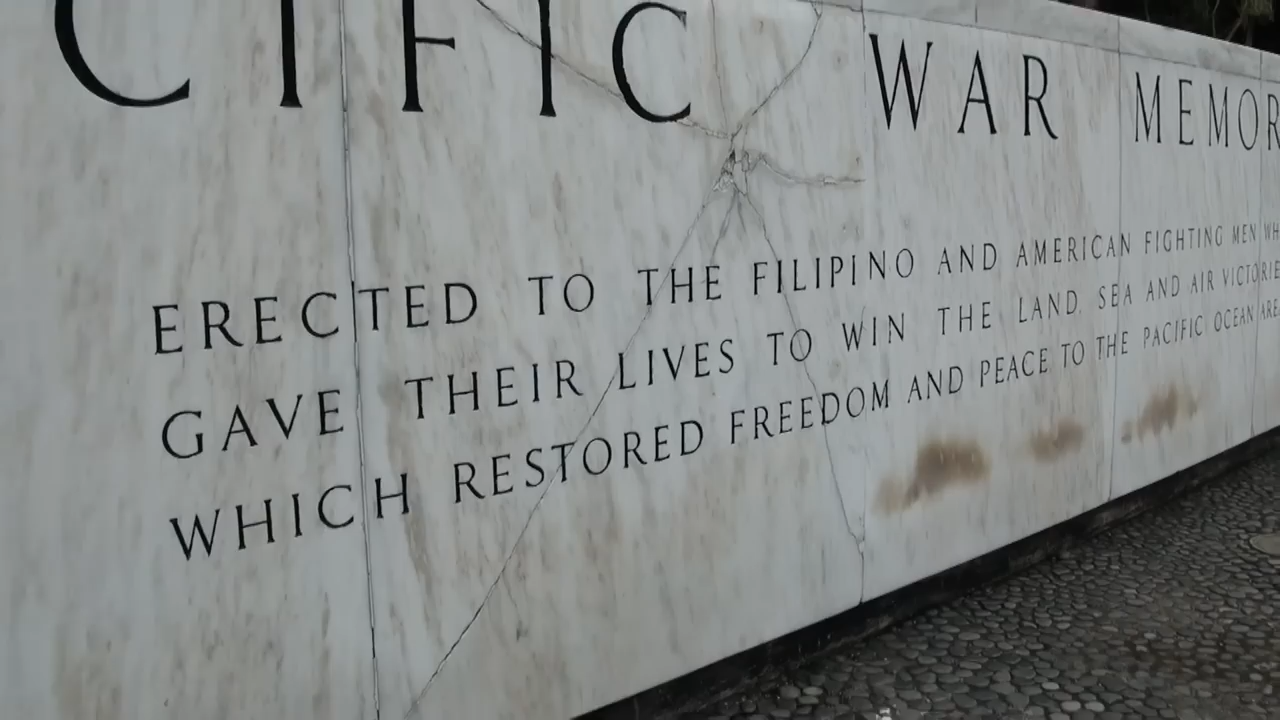 CIFIC WAR MEMOR
ERECTED TO THE FILIPINO AND AMERICAN FIGHTING MEN WH
GAVE THEIR LIVES TO WIN THE LAND, SEA AND AIR VICTORIE
WHICH RESTORED FREEDOM AND PEACE TO THE PACIFIC OCEAN ARE